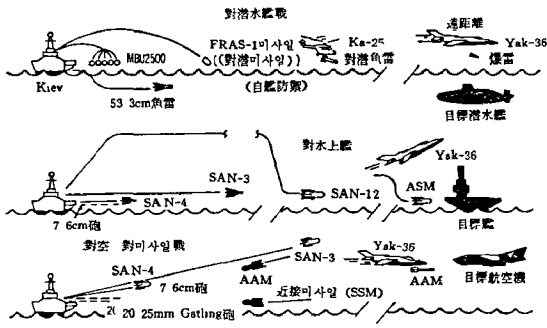 對潜水艦戰
遠距離
FRAS-1미사일
Ka-25
Yak-36
MBU2500
((對潜미사일))
對潜魚雷
爆雷
Kiev
(自艦防禦)
53 3cm魚雷
目標潜水艦
對水上艦
Yak-36
SAN-3
ASM
SAN-4
SAN-12
7 6cm砲
目標艦
對空 對미사일戰
SAN-3
Yak-36
SAN-4
7 6cm砲
AAM
AAM
目標航空機
近接미사일 (SSM)
20 25mm Gatling砲